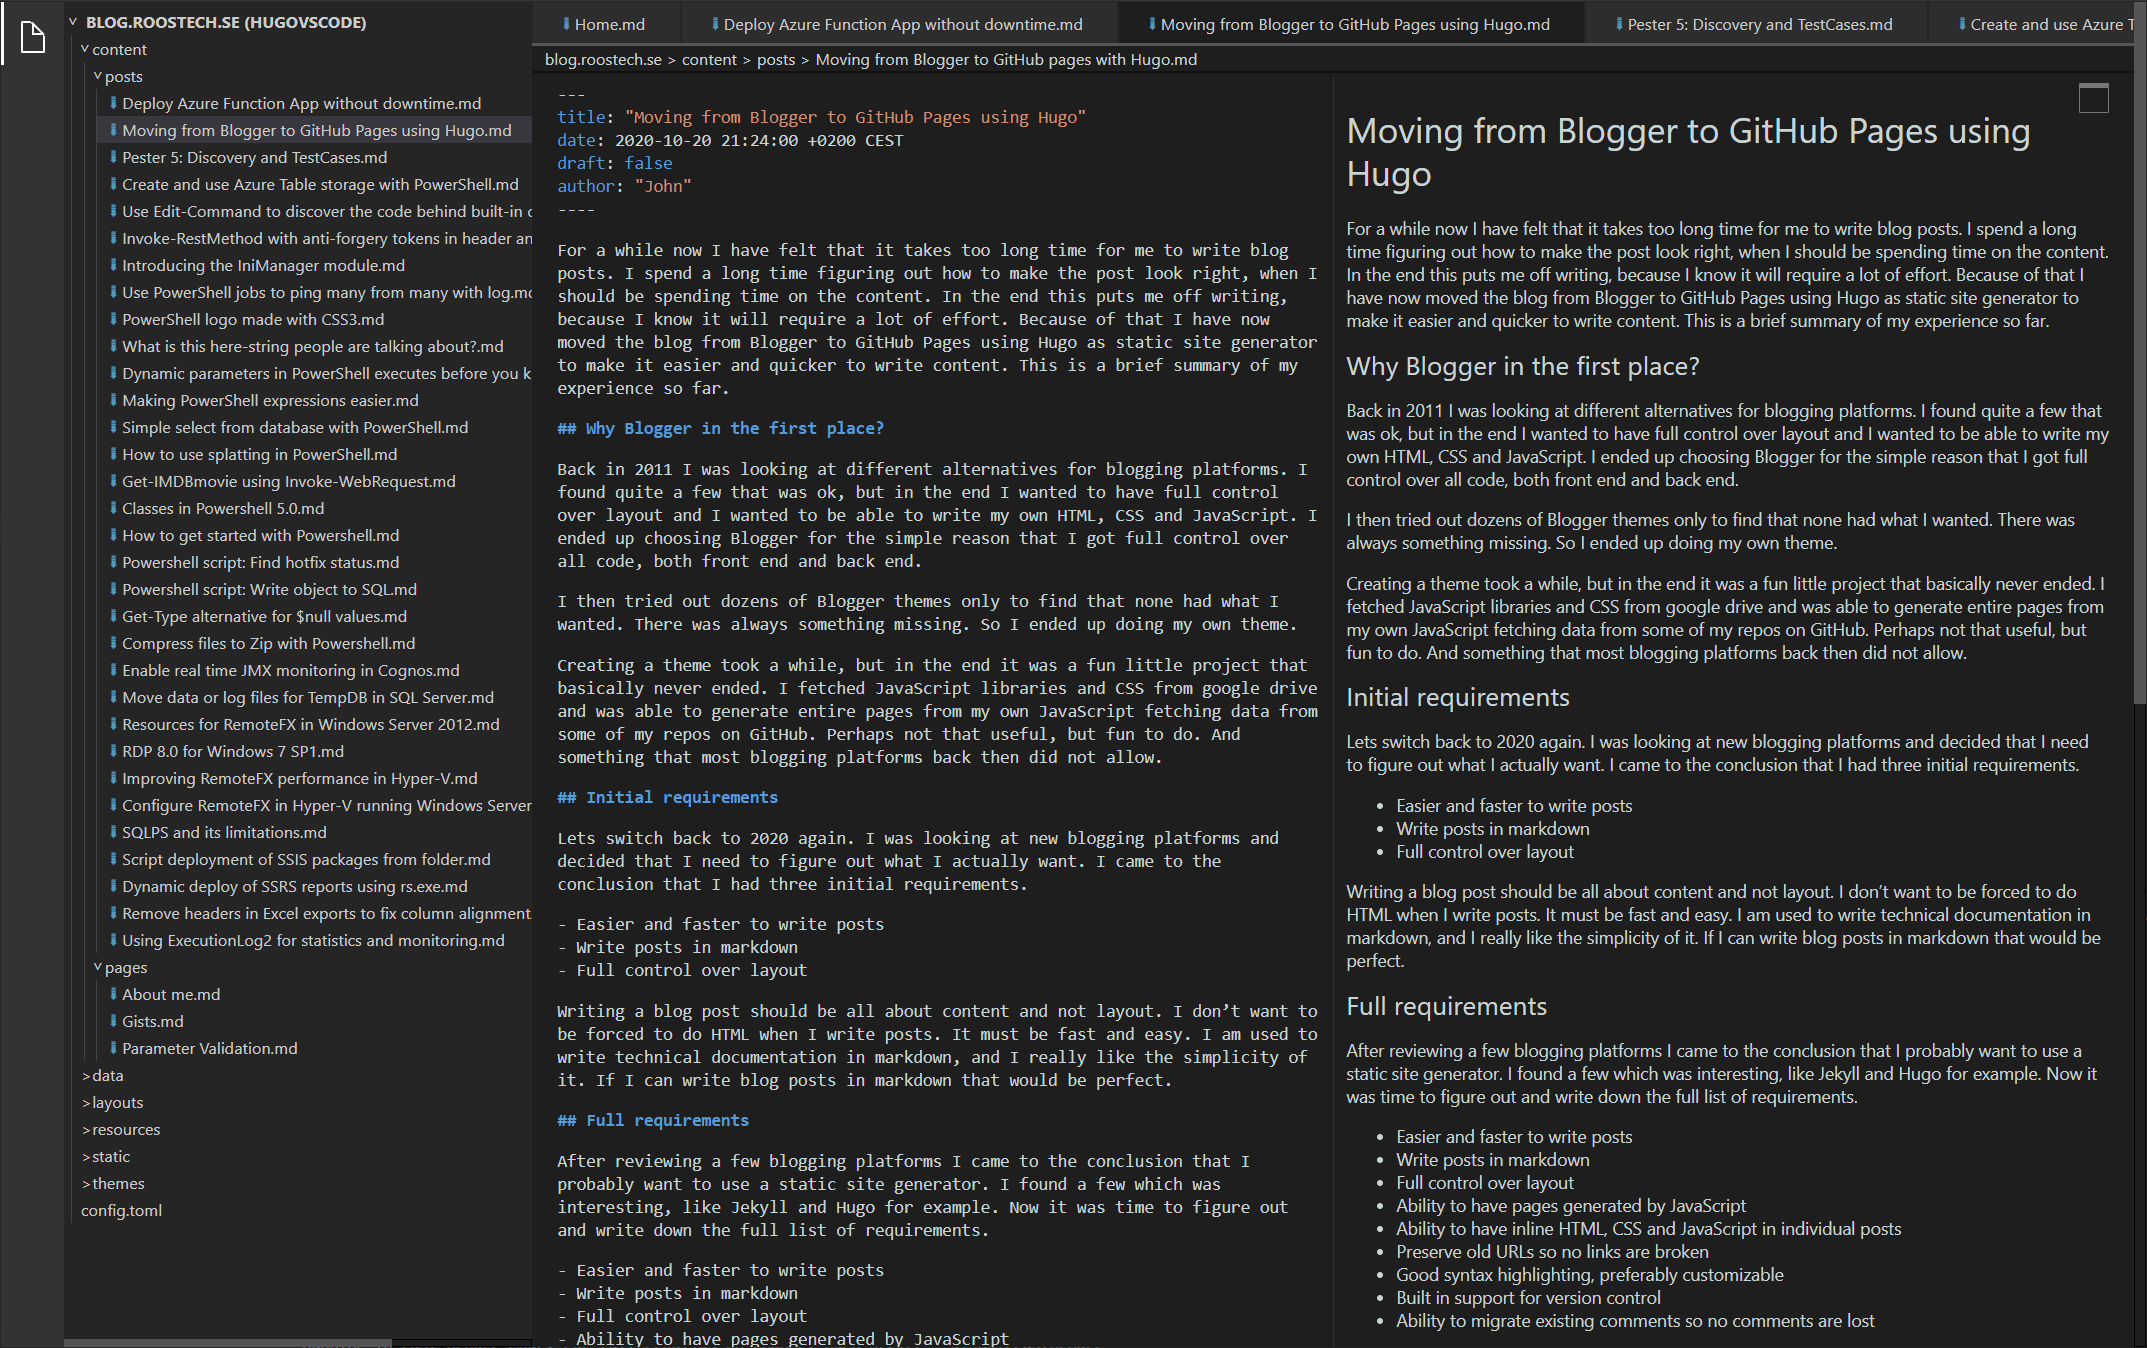 BLOG.ROOSTECH.SE (HUGOVSCODE)
content
posts
Deploy Azure Function App without downtime.md
Moving from Blogger to GitHub Pages using Hugo.md
Pester 5: Discovery and TestCases.md
Create and use Azure Table storage with PowerShell.md
Use Edit-Command to discover the code behind built-in c
Invoke-RestMethod with anti-forgery tokens in header an
Introducing the IniManager module.md
Use PowerShell jobs to ping many from many with log.md
PowerShell logo made with CSS3.md
What is this here-string people are talking about?.md
Dynamic parameters in PowerShell executes before you k
Making PowerShell expressions easier.md
Simple select from database with PowerShell.md
How to use splatting in PowerShell.md
Get-IMDBmovie using Invoke-WebRequest.md
Classes in Powershell 5.0.md
How to get started with Powershell.md
Powershell script: Find hotfix status.md
Powershell script: Write object to SQL.md
Get-Type alternative for $null values.md
Compress files to Zip with Powershell.md
Enable real time JMX monitoring in Cognos.md
Move data or log files for TempDB in SQL Server.md
Resources for RemoteFX in Windows Server 2012.md
RDP 8.0 for Windows 7 SP1.md
Improving RemoteFX performance in Hyper-V.md
Configure RemoteFX in Hyper-V running Windows Server
SQLPS and its limitations.md
Script deployment of SSIS packages from folder.md
Dynamic deploy of SSRS reports using rs.exe.md
Remove headers in Excel exports to fix column alignment
Using ExecutionLog2 for statistics and monitoring.md
pages
About me.md
Gists.md
Parameter Validation.md
>data
>layouts
>resources
>static
>themes
config.toml
Home.md
Deploy Azure Function App without downtime.md
Moving from Blogger to GitHub Pages using Hugo.md
Pester 5: Discovery and TestCases.md
Create and use Azure T
blog.roostech.se > content > posts > Moving from Blogger to GitHub pages with Hugo.md
---
title: "Moving from Blogger to GitHub Pages using Hugo"
date: 2020-10-20 21:24:00 +0200 CEST
draft: false
author: "John"
----
For a while now I have felt that it takes too long time for me to write blog
posts. I spend a long time figuring out how to make the post look right, when I
should be spending time on the content. In the end this puts me off writing,
because I know it will require a lot of effort. Because of that I have now
moved the blog from Blogger to GitHub Pages using Hugo as static site generator
to make it easier and quicker to write content. This is a brief summary of my
experience so far.
## Why Blogger in the first place?
Back in 2011 I was looking at different alternatives for blogging platforms. I
found quite a few that was ok, but in the end I wanted to have full control
over layout and I wanted to be able to write my own HTML, CSS and JavaScript. I
ended up choosing Blogger for the simple reason that I got full control over
all code, both front end and back end.
I then tried out dozens of Blogger themes only to find that none had what I
wanted. There was always something missing. So I ended up doing my own theme.
Creating a theme took a while, but in the end it was a fun little project that
basically never ended. I fetched JavaScript libraries and CSS from google drive
and was able to generate entire pages from my own JavaScript fetching data from
some of my repos on GitHub. Perhaps not that useful, but fun to do. And
something that most blogging platforms back then did not allow.
## Initial requirements
Lets switch back to 2020 again. I was looking at new blogging platforms and
decided that I need to figure out what I actually want. I came to the
conclusion that I had three initial requirements.
- Easier and faster to write posts
- Write posts in markdown
- Full control over layout
Writing a blog post should be all about content and not layout. I don’t want to
be forced to do HTML when I write posts. It must be fast and easy. I am used to
write technical documentation in markdown, and I really like the simplicity of
it. If I can write blog posts in markdown that would be perfect.
## Full requirements
After reviewing a few blogging platforms I came to the conclusion that I
probably want to use a static site generator. I found a few which was
interesting, like Jekyll and Hugo for example. Now it was time to figure out
and write down the full list of requirements.
- Easier and faster to write posts
- Write posts in markdown
- Full control over layout
- Ability to have pages generated by JavaScript
Moving from Blogger to GitHub Pages using
Hugo
For a while now I have felt that it takes too long time for me to write blog posts. I spend a long
time figuring out how to make the post look right, when I should be spending time on the content.
In the end this puts me off writing, because I know it will require a lot of effort. Because of that I
have now moved the blog from Blogger to GitHub Pages using Hugo as static site generator to
make it easier and quicker to write content. This is a brief summary of my experience so far.
Why Blogger in the first place?
Back in 2011 I was looking at different alternatives for blogging platforms. I found quite a few that
was ok, but in the end I wanted to have full control over layout and I wanted to be able to write my
own HTML, CSS and JavaScript. I ended up choosing Blogger for the simple reason that I got full
control over all code, both front end and back end.
I then tried out dozens of Blogger themes only to find that none had what I wanted. There was
always something missing. So I ended up doing my own theme.
Creating a theme took a while, but in the end it was a fun little project that basically never ended. I
fetched JavaScript libraries and CSS from google drive and was able to generate entire pages from
my own JavaScript fetching data from some of my repos on GitHub. Perhaps not that useful, but
fun to do. And something that most blogging platforms back then did not allow.
Initial requirements
Lets switch back to 2020 again. I was looking at new blogging platforms and decided that I need
to figure out what I actually want. I came to the conclusion that I had three initial requirements.
• Easier and faster to write posts
• Write posts in markdown
• Full control over layout
Writing a blog post should be all about content and not layout. I don’t want to be forced to do
HTML when I write posts. It must be fast and easy. I am used to write technical documentation in
markdown, and I really like the simplicity of it. If I can write blog posts in markdown that would be
perfect.
Full requirements
After reviewing a few blogging platforms I came to the conclusion that I probably want to use a
static site generator. I found a few which was interesting, like Jekyll and Hugo for example. Now it
was time to figure out and write down the full list of requirements.
• Easier and faster to write posts
• Write posts in markdown
• Full control over layout
• Ability to have pages generated by JavaScript
• Ability to have inline HTML, CSS and JavaScript in individual posts
• Preserve old URLs so no links are broken
• Good syntax highlighting, preferably customizable
• Built in support for version control
• Ability to migrate existing comments so no comments are lost